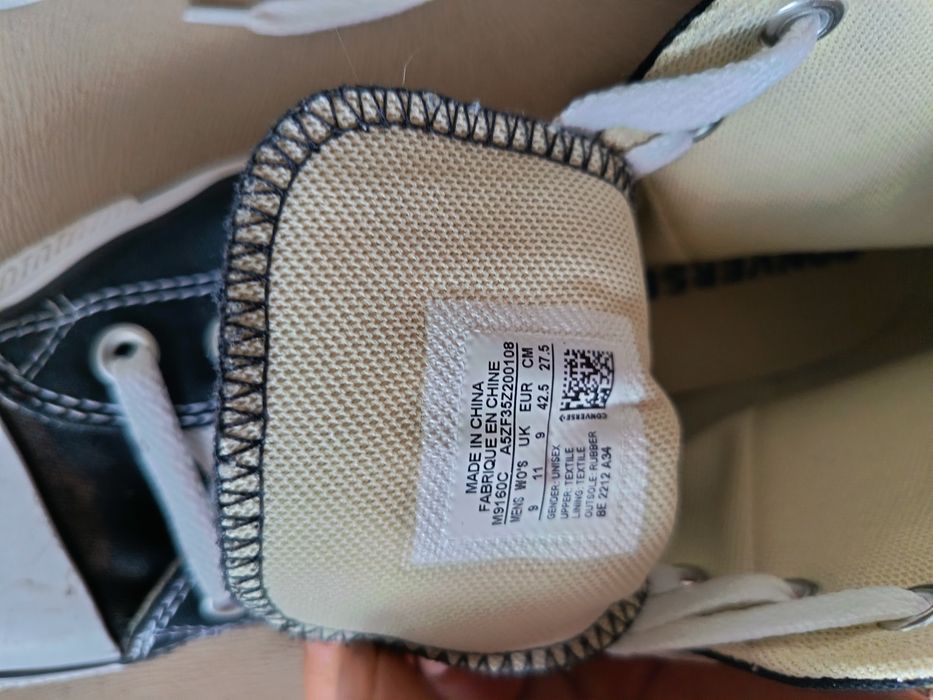 MADE IN CHINA
FABRIQUE EN CHINE
M9160C A5ZF35Z200108
MENS WO'S UK EUR CM
9 11 9 42.5 27.5
GENDER: UNISEX
UPPER: TEXTILE
LINING: TEXTILE
OUTSOLE: RUBBER
BE 2212 A34
CONVERSE
CONVERSE